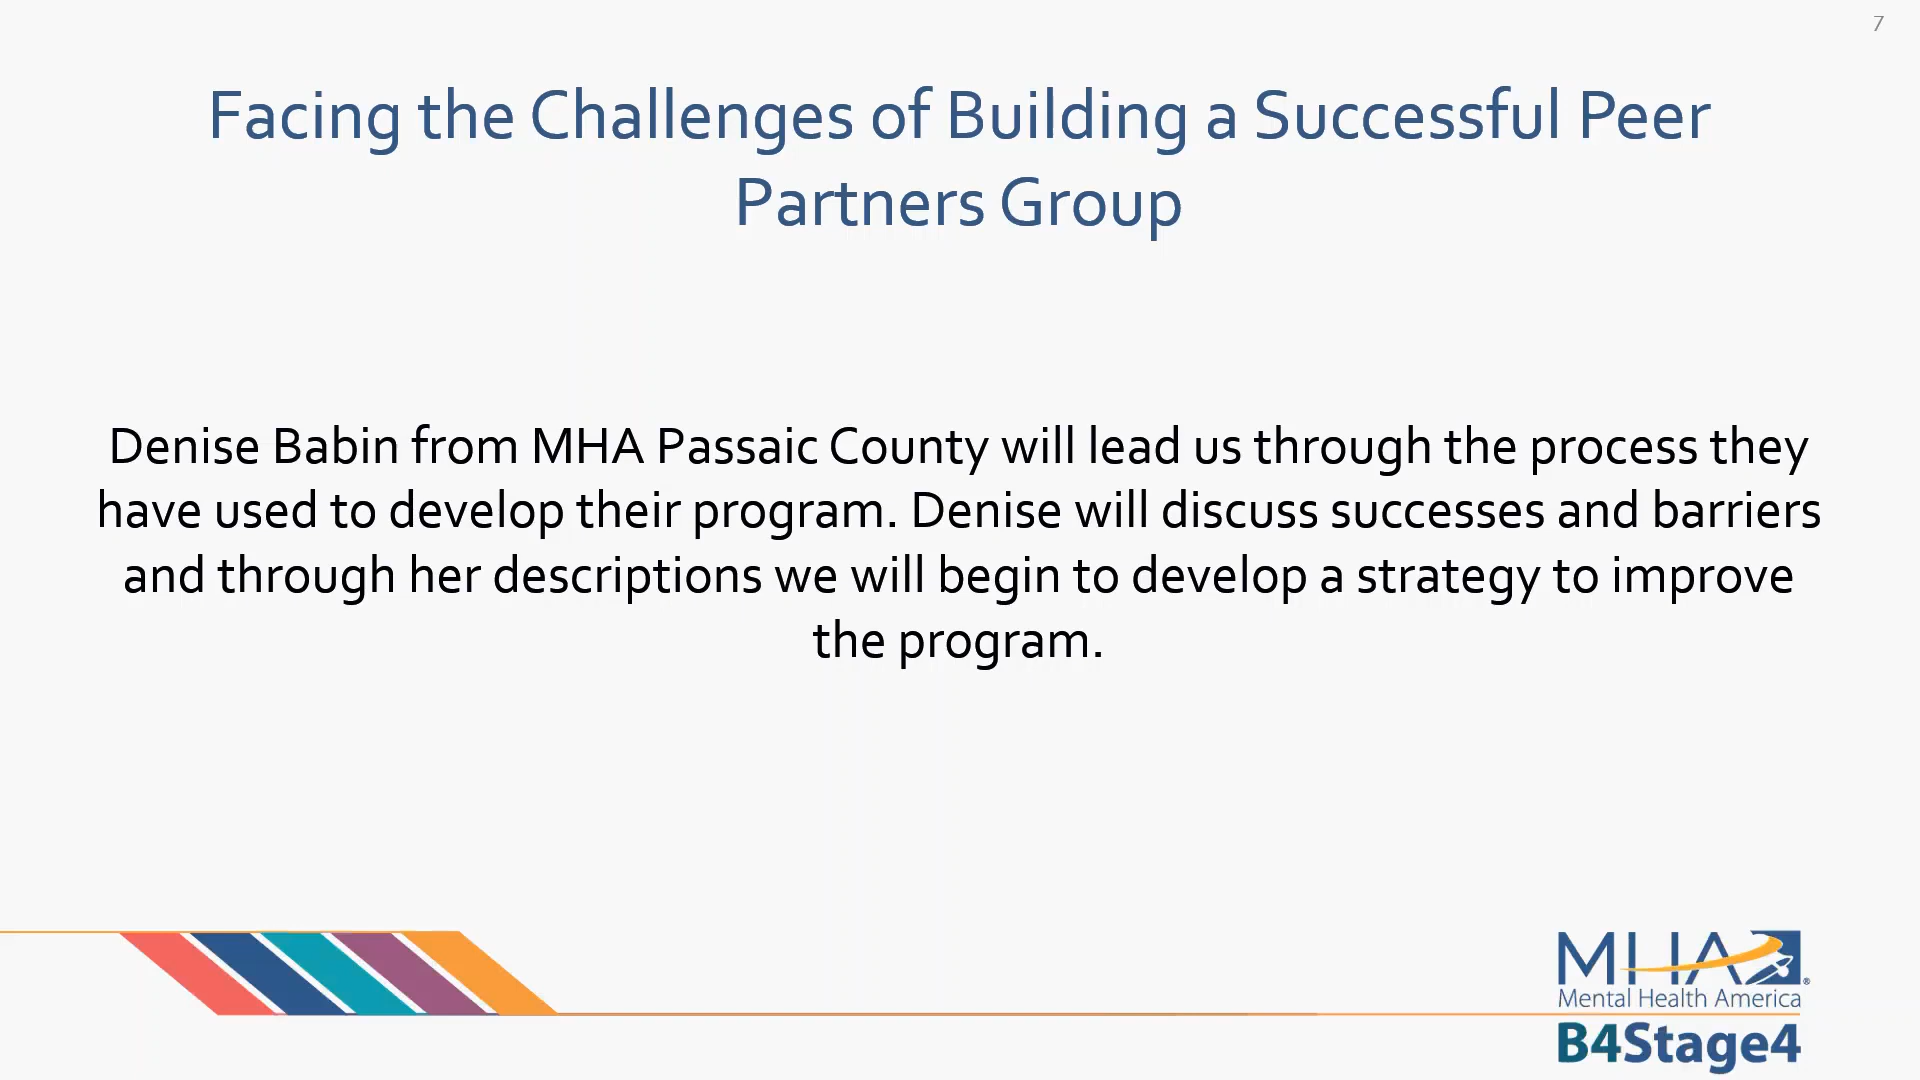 7
Facing the Challenges of Building a Successful Peer
Partners Group
Denise Babin from MHA Passaic County will lead us through the process they
have used to develop their program. Denise will discuss successes and barriers
and through her descriptions we will begin to develop a strategy to improve
the program.
MHA®
Mental Health America
B4Stage4